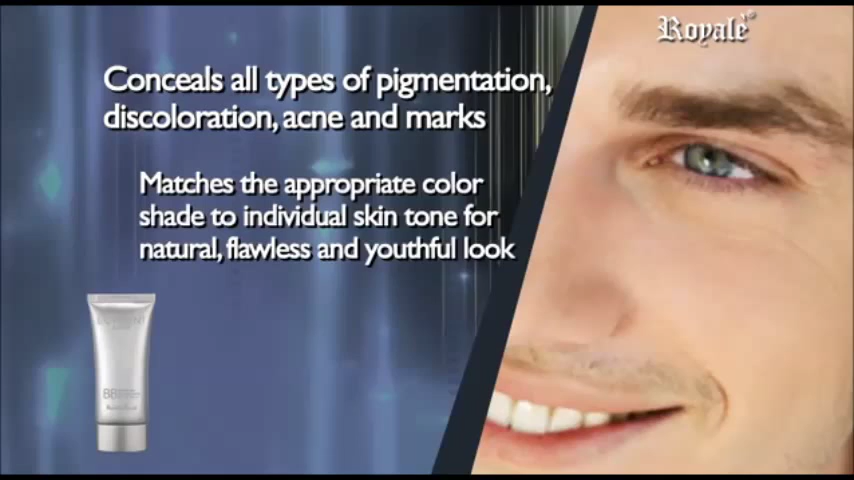 Royalè®
Conceals all types of pigmentation,
discoloration, acne and marks
Matches the appropriate color
shade to individual skin tone for
natural, flawless and youthful look
BB